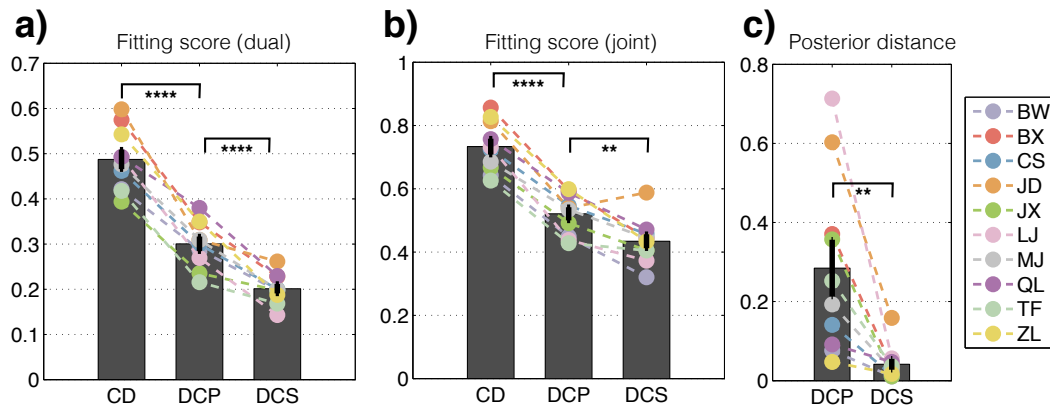 a)
Fitting score (dual)
0.7
0.6
0.5
0.4
0.3
0.2
0.1
0
****
****
CD DCP DCS
b)
Fitting score (joint)
1
0.8
0.6
0.4
0.2
0
****
**
CD DCP DCS
c)
Posterior distance
0.8
0.6
0.4
0.2
0
**
DCP DCS
BW
BX
CS
JD
JX
LJ
MJ
QL
TF
ZL